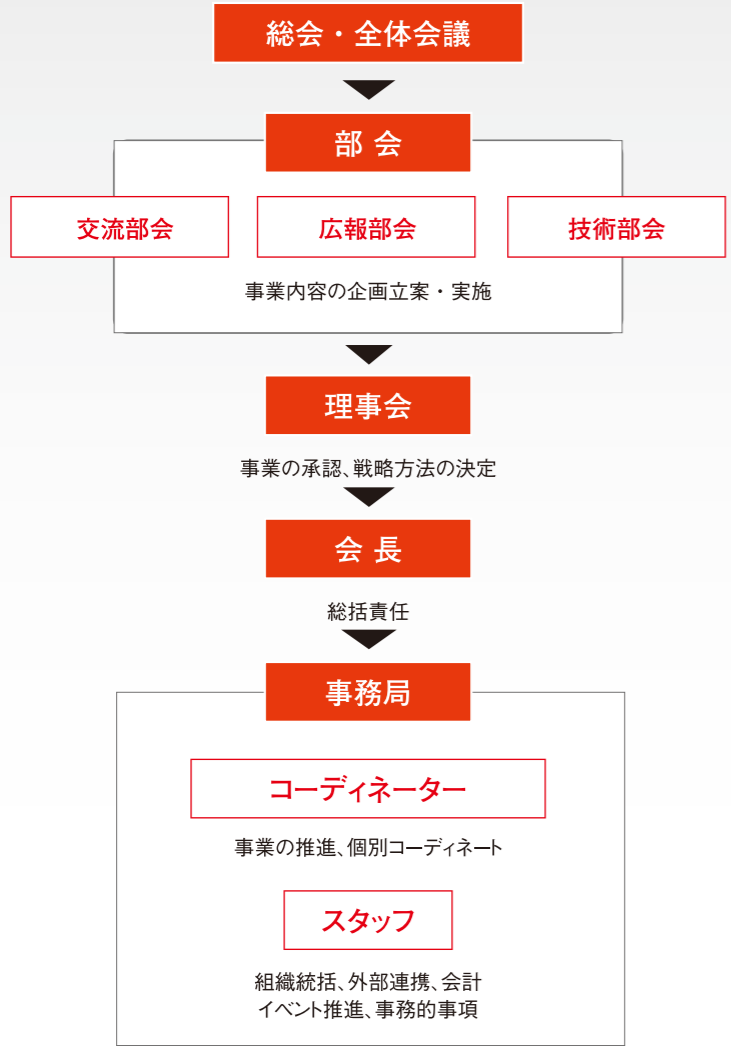 総会・全体会議
部 会
交流部会
広報部会
技術部会
事業内容の企画立案・実施
理事会
事業の承認、戦略方法の決定
会 長
総括責任
事務局
コーディネーター
事業の推進、個別コーディネート
スタッフ
組織統括、外部連携、会計
イベント推進、事務的事項